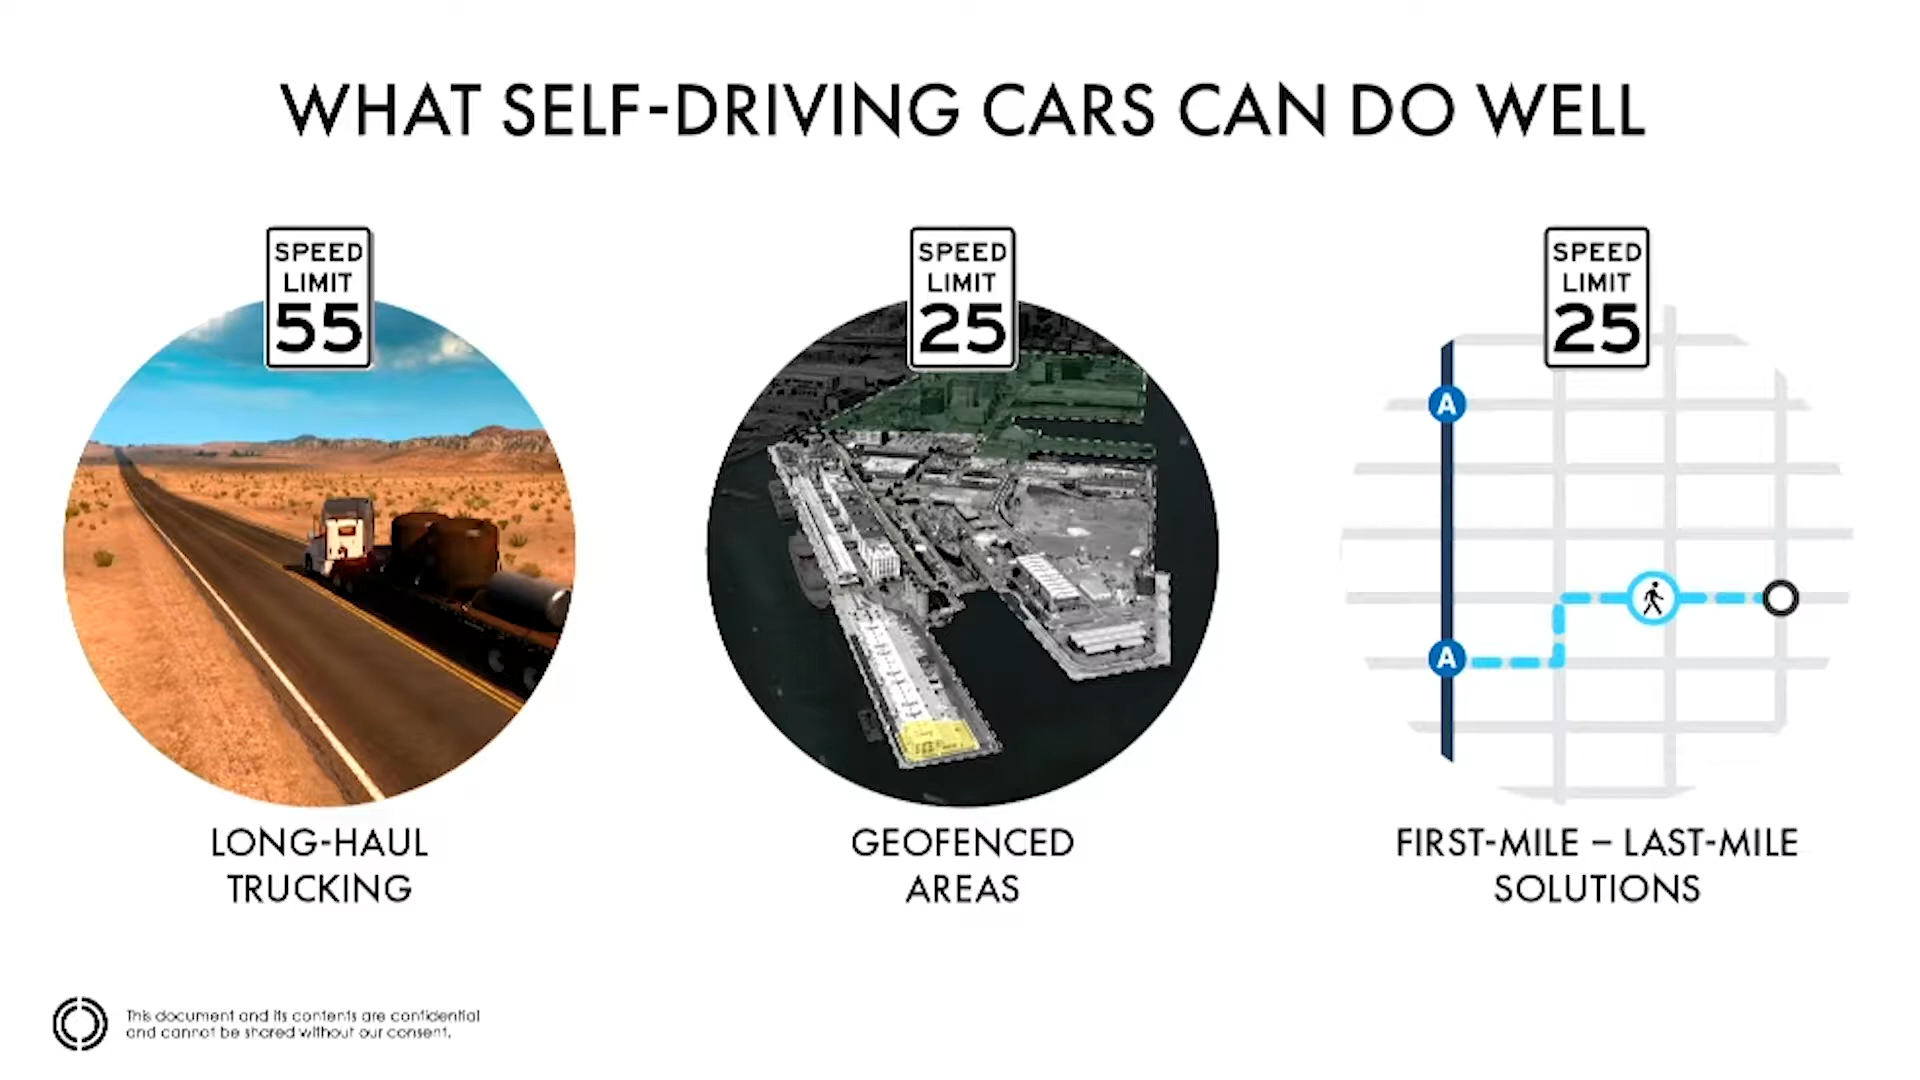 WHAT SELF-DRIVING CARS CAN DO WELL
SPEED
LIMIT
55
SPEED
LIMIT
25
SPEED
LIMIT
25
A
A
LONG-HAUL
TRUCKING
GEOFENCED
AREAS
FIRST-MILE – LAST-MILE
SOLUTIONS
This document and its contents are confidential
and cannot be shared without our consent.